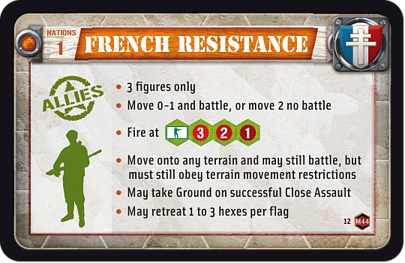 NATIONS
1
FRENCH RESISTANCE
ALLIES
• 3 figures only
• Move 0-1 and battle, or move 2 no battle
• Fire at 3 2 1
• Move onto any terrain and may still battle, but
must still obey terrain movement restrictions
• May take Ground on successful Close Assault
• May retreat 1 to 3 hexes per flag
12 M44